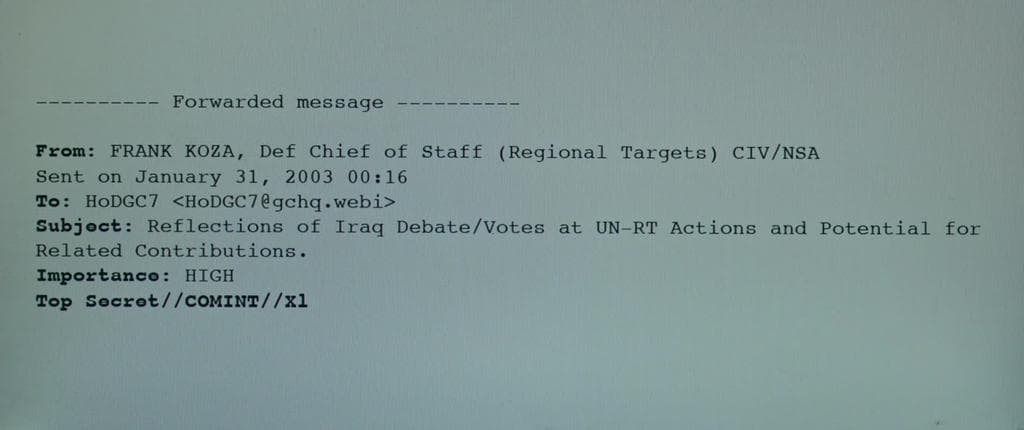 ---------- Forwarded message ----------
From: FRANK KOZA, Def Chief of Staff (Regional Targets) CIV/NSA
Sent on January 31, 2003 00:16
To: HoDGC7 <HoDGC7@gchq.webi>
Subject: Reflections of Iraq Debate/Votes at UN-RT Actions and Potential for
Related Contributions.
Importance: HIGH
Top Secret//COMINT//Xl